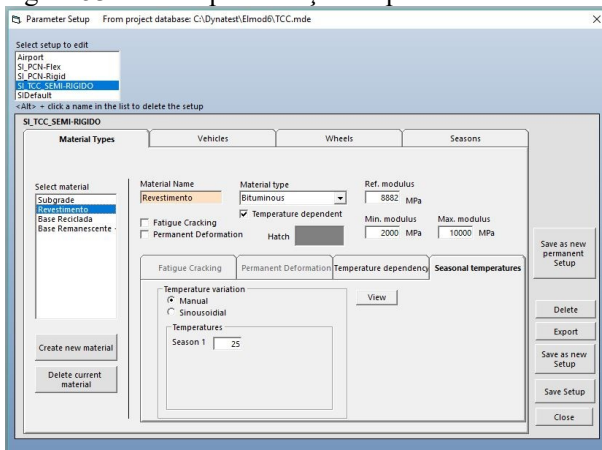 Parameter Setup From project database: C:\Dynatest\Elmod6\TCC.mde
Select setup to edit
Airport
SI_PCN-Flex
SI_PCN-Rigid
SI_TCC_SEMI-RIGIDO
SIDefault
<Alt> + click a name in the list to delete the setup
SI_TCC_SEMI-RIGIDO
Material Types Vehicles Wheels Seasons
Select material
Subgrade
Revestimento
Base Reciclada
Base Remanescente
Create new material
Delete current material
Material Name Material type Ref. modulus
Revestimento Bituminous 8882 MPa
Temperature dependent
Fatigue Cracking
Permanent Deformation Hatch
Min. modulus Max. modulus
2000 MPa 10000 MPa
Fatigue Cracking Permanent Deformation Temperature dependency Seasonal temperatures
Temperature variation
Manual
Sinousoidial
View
Temperatures
Season 1 25
Save as new permanent Setup
Delete
Export
Save as new Setup
Save Setup
Close